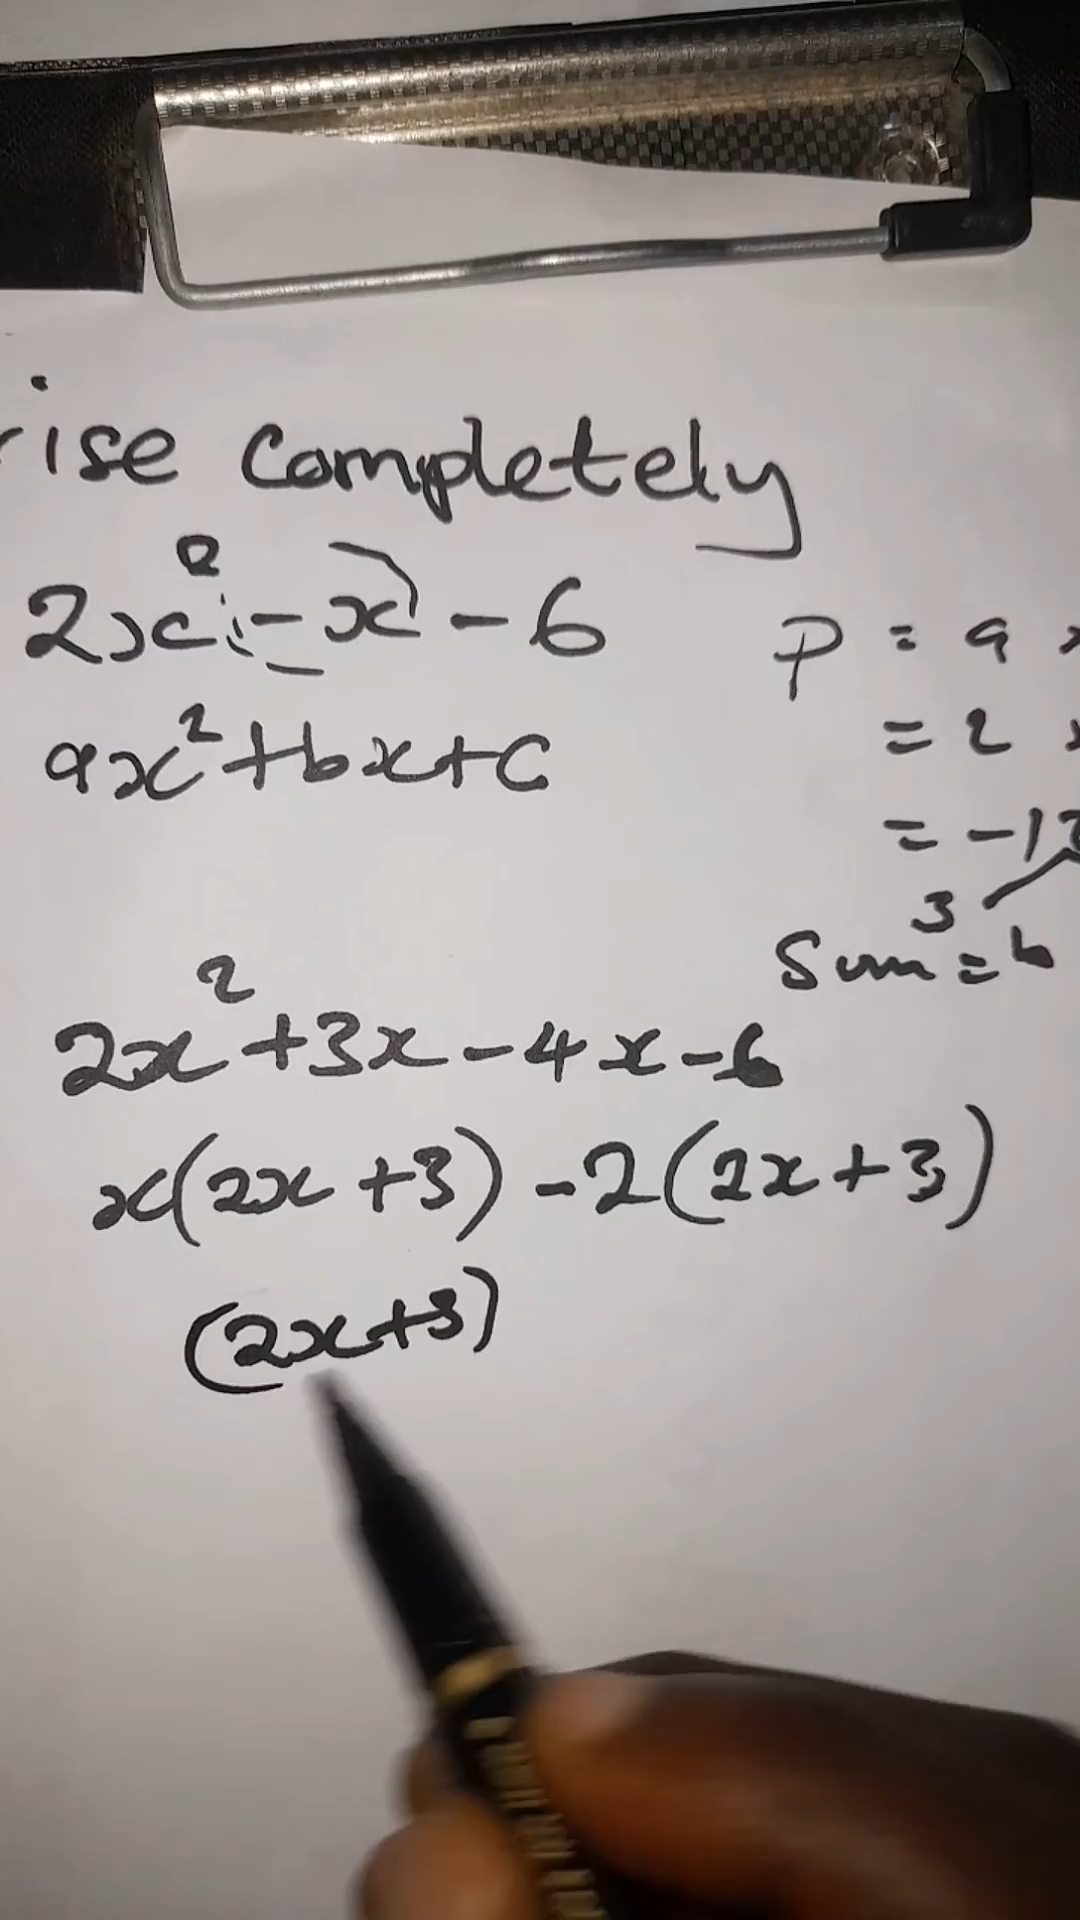 rise completely
2x² - x - 6
ax² + bx + c
P = a ×
= 2 ×
= -12
3
Sum = b
2x² + 3x - 4x - 6
x(2x + 3) - 2(2x + 3)
(2x+3)